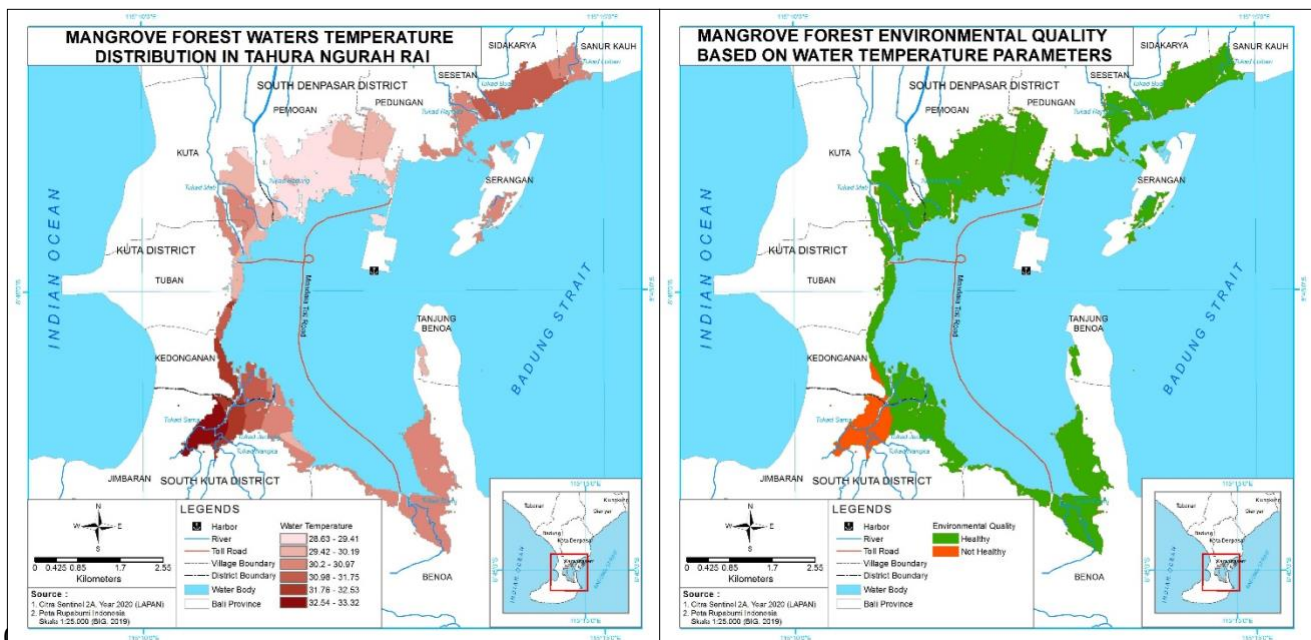 MANGROVE FOREST WATERS TEMPERATURE
DISTRIBUTION IN TAHURA NGURAH RAI
SIDAKARYA
SANUR KAUH
SESETAN
SOUTH DENPASAR DISTRICT
PEMOGAN
PEDUNGAN
KUTA
SERANGAN
INDIAN OCEAN
KUTA DISTRICT
TUBAN
TANJUNG
BENOA
BADUNG STRAIT
KEDONGANAN
JIMBARAN
SOUTH KUTA DISTRICT
BENOA
N
W
E
S
0 0.425 0.85 1.7 2.55
Kilometers
Source :
1. Citra Sentinel 2A, Year 2020 (LAPAN)
2. Peta Rupabumi Indonesia
Skala 1:25.000 (BIG, 2019)
LEGENDS
Harbor
River
Toll Road
Village Boundary
District Boundary
Water Body
Bali Province
Water Temperature
28.63 - 29.41
29.42 - 30.19
30.2 - 30.97
30.98 - 31.75
31.76 - 32.53
32.54 - 33.32
MANGROVE FOREST ENVIRONMENTAL QUALITY
BASED ON WATER TEMPERATURE PARAMETERS
SIDAKARYA
SANUR KAUH
SESETAN
SOUTH DENPASAR DISTRICT
PEMOGAN
PEDUNGAN
KUTA
SERANGAN
INDIAN OCEAN
KUTA DISTRICT
TUBAN
TANJUNG
BENOA
BADUNG STRAIT
KEDONGANAN
JIMBARAN
SOUTH KUTA DISTRICT
BENOA
N
W
E
S
0 0.425 0.85 1.7 2.55
Kilometers
Source :
1. Citra Sentinel 2A, Year 2020 (LAPAN)
2. Peta Rupabumi Indonesia
Skala 1:25.000 (BIG, 2019)
LEGENDS
Harbor
River
Toll Road
Village Boundary
District Boundary
Water Body
Bali Province
Environmental Quality
Healthy
Not Healthy